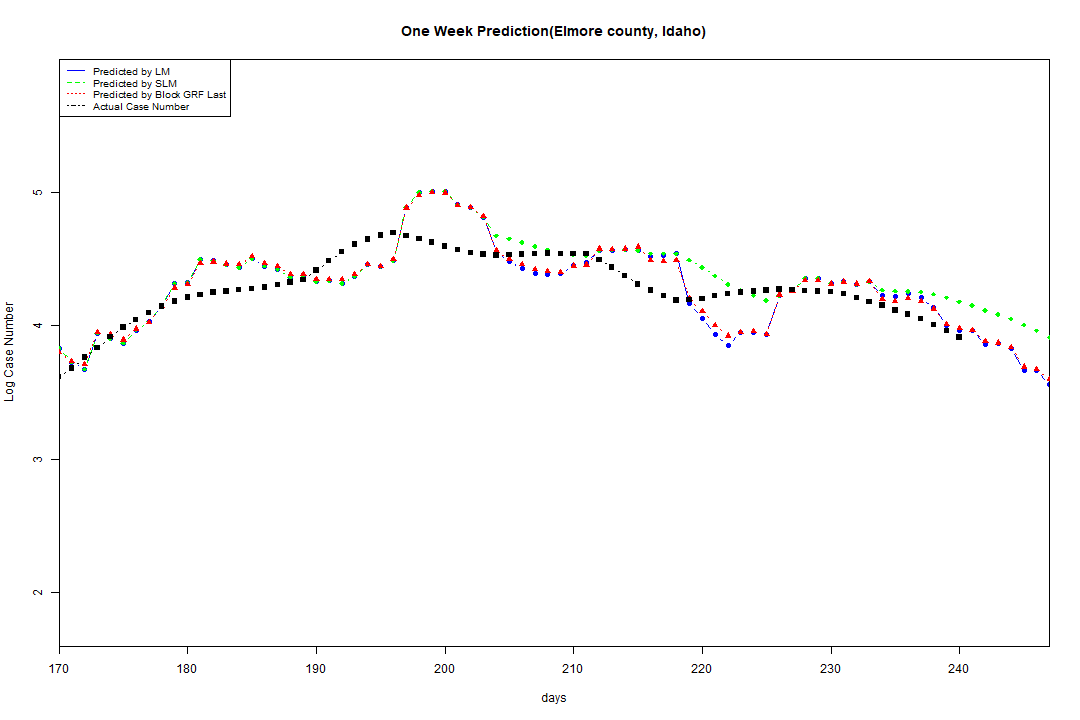 One Week Prediction(Elmore county, Idaho)
Predicted by LM
Predicted by SLM
Predicted by Block GRF Last
Actual Case Number
5
4
3
2
Log Case Number
170 180 190 200 210 220 230 240
days